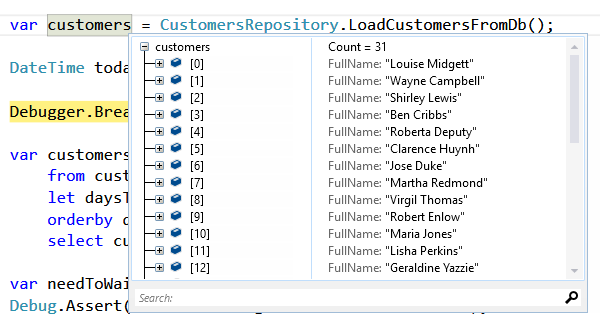 var customers = CustomersRepository.LoadCustomersFromDb();
customers Count = 31
DateTime toda
[0] FullName: "Louise Midgett"
[1] FullName: "Wayne Campbell"
[2] FullName: "Shirley Lewis"
Debugger.Brea
[3] FullName: "Ben Cribbs"
[4] FullName: "Roberta Deputy"
var customers
[5] FullName: "Clarence Huynh"
from cust
[6] FullName: "Jose Duke"
let daysT
[7] FullName: "Martha Redmond"
[8] FullName: "Virgil Thomas"
orderby d
[9] FullName: "Robert Enlow"
select cu
[10] FullName: "Maria Jones"
[11] FullName: "Lisha Perkins"
[12] FullName: "Geraldine Yazzie"
var needToWai
Search:
Debug.Assert(